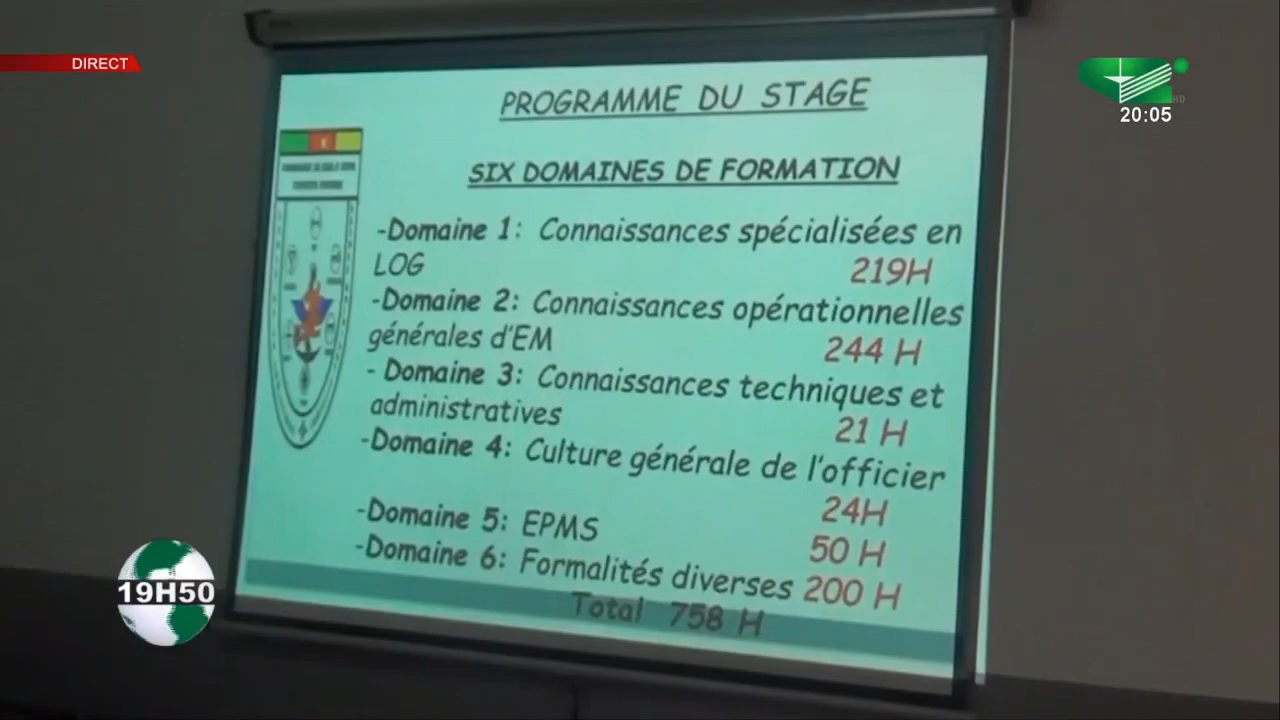 DIRECT
HD
20:05
PROGRAMME DU STAGE
SIX DOMAINES DE FORMATION
-Domaine 1: Connaissances spécialisées en
LOG 219H
-Domaine 2: Connaissances opérationnelles
générales d'EM 244 H
- Domaine 3: Connaissances techniques et
administratives 21 H
-Domaine 4: Culture générale de l'officier
24H
-Domaine 5: EPMS 50 H
-Domaine 6: Formalités diverses 200 H
Total 758 H
19H50